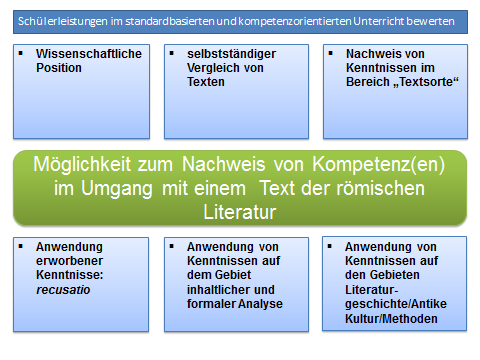 Schülerleistungen im standardbasierten und kompetenzorientierten Unterricht bewerten
▪ Wissenschaftliche
Position
▪ selbstständiger
Vergleich von
Texten
▪ Nachweis von
Kenntnissen im
Bereich „Textsorte“
Möglichkeit zum Nachweis von Kompetenz(en)
im Umgang mit einem Text der römischen
Literatur
▪ Anwendung
erworbener
Kenntnisse:
recusatio
▪ Anwendung von
Kenntnissen auf
dem Gebiet
inhaltlicher und
formaler Analyse
▪ Anwendung von
Kenntnissen auf
den Gebieten
Literatur-
geschichte/Antike
Kultur/Methoden